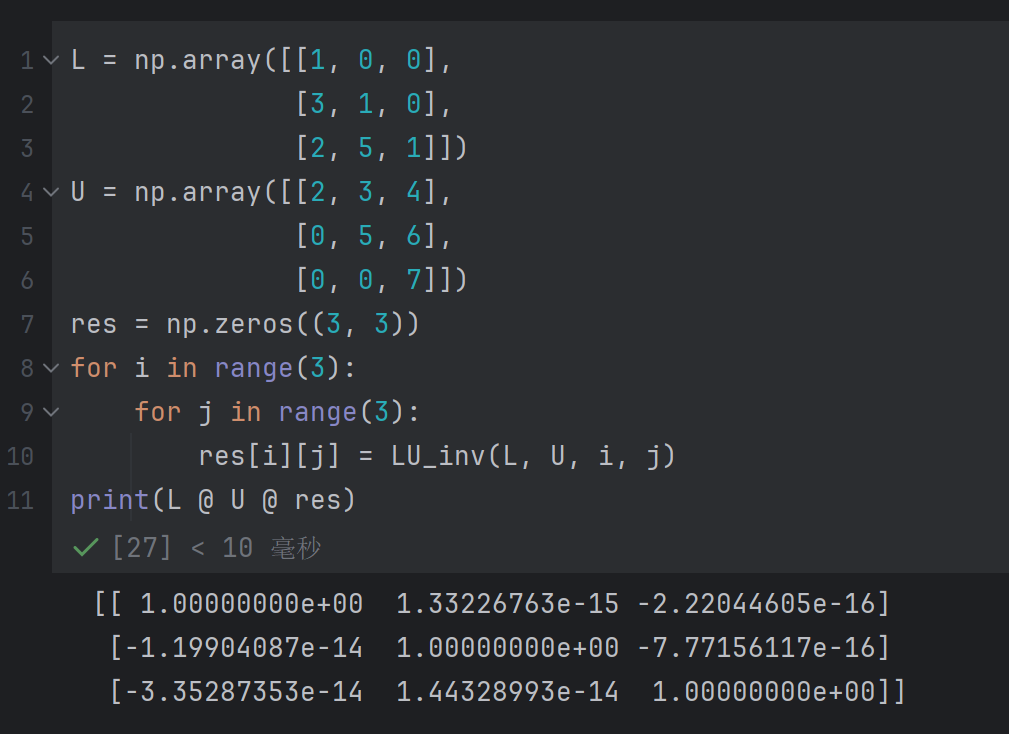 1 L = np.array([[1, 0, 0],
2 [3, 1, 0],
3 [2, 5, 1]])
4 U = np.array([[2, 3, 4],
5 [0, 5, 6],
6 [0, 0, 7]])
7 res = np.zeros((3, 3))
8 for i in range(3):
9 for j in range(3):
10 res[i][j] = LU_inv(L, U, i, j)
11 print(L @ U @ res)
[27] < 10 毫秒
[[ 1.00000000e+00 1.33226763e-15 -2.22044605e-16]
[-1.19904087e-14 1.00000000e+00 -7.77156117e-16]
[-3.35287353e-14 1.44328993e-14 1.00000000e+00]]